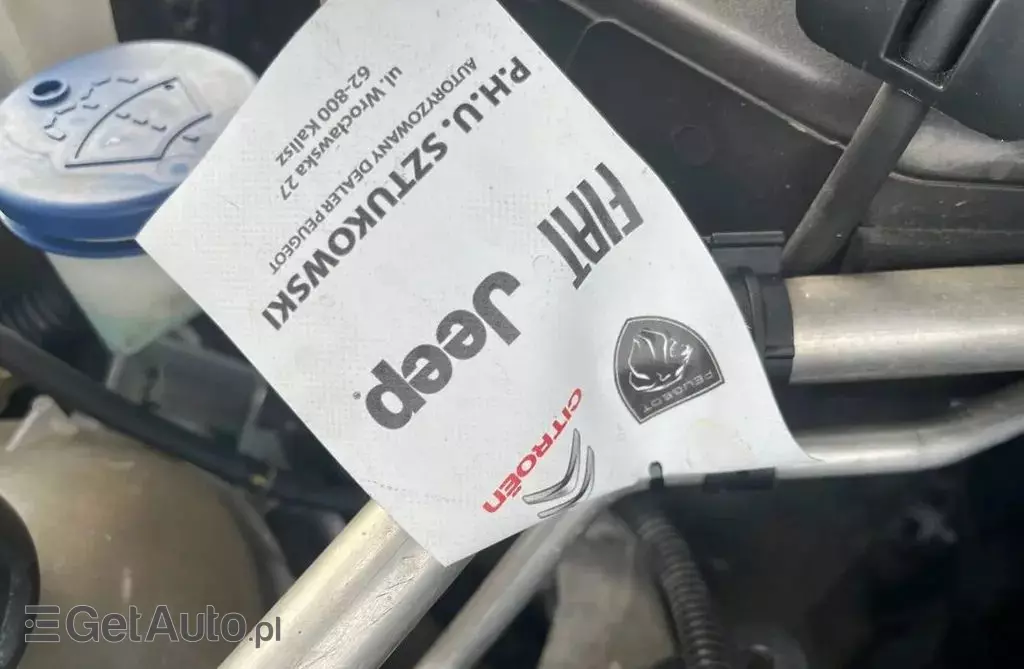 P.H.U. SZTUKOWSKI
AUTORYZOWANY DEALER PEUGEOT
ul. Wrocławska 27
62-800 Kalisz
FIAT
Jeep®
PEUGEOT
CITROËN
GetAuto.pl